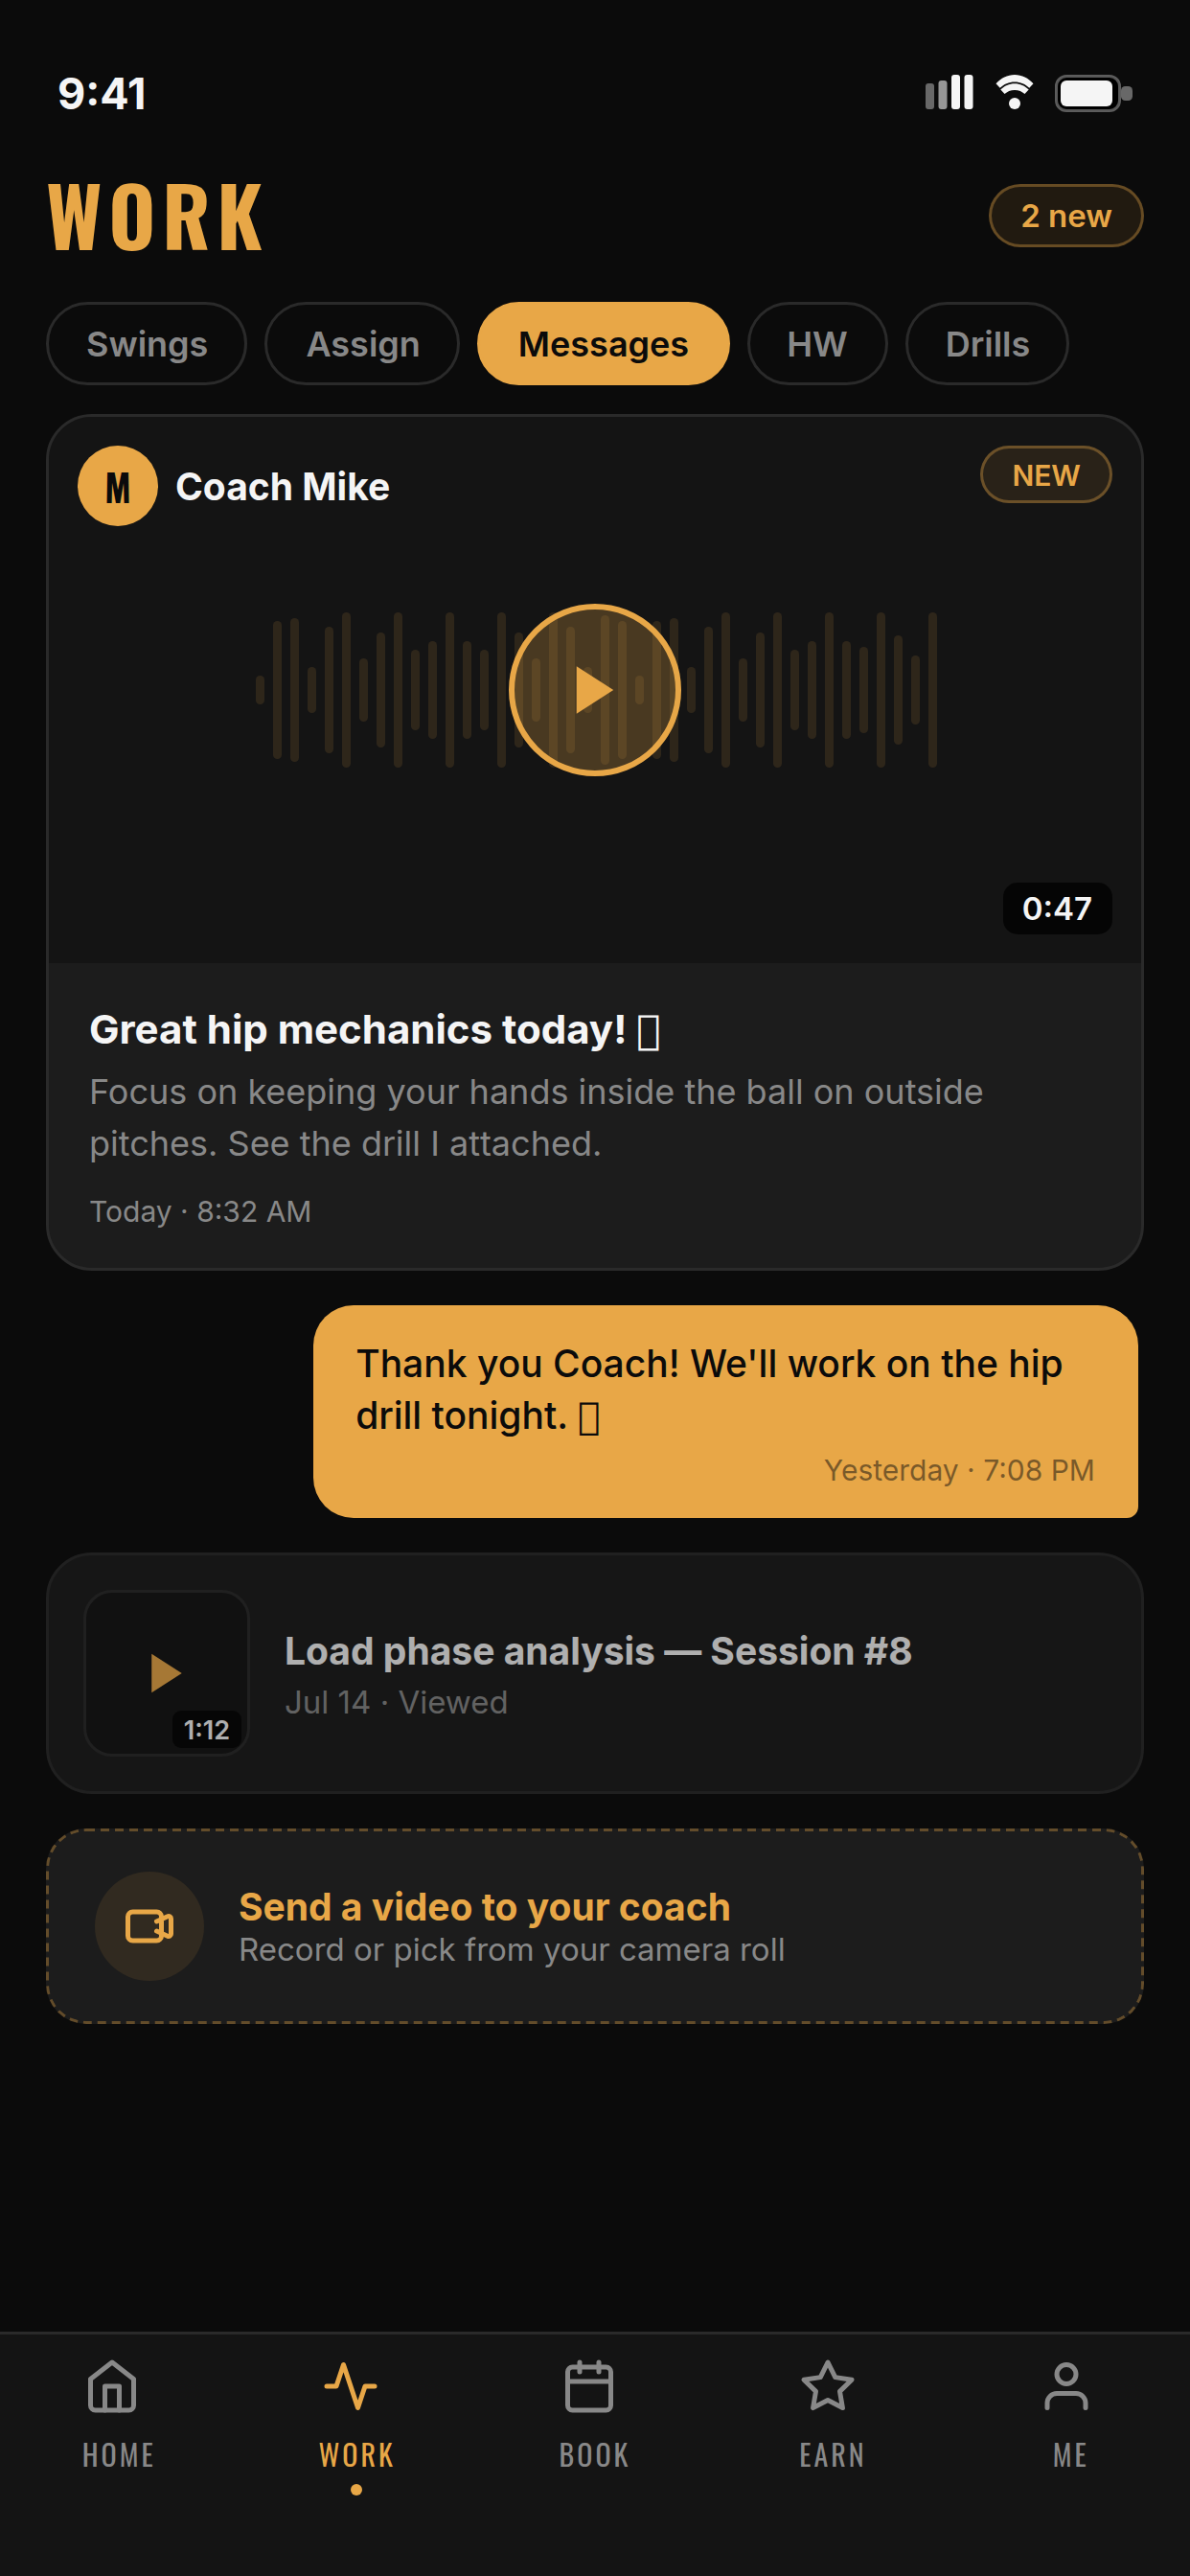 9:41
WORK
2 new
Swings
Assign
Messages
HW
Drills
M
Coach Mike
NEW
0:47
Great hip mechanics today! ▯
Focus on keeping your hands inside the ball on outside
pitches. See the drill I attached.
Today · 8:32 AM
Thank you Coach! We'll work on the hip
drill tonight. ▯
Yesterday · 7:08 PM
1:12
Load phase analysis — Session #8
Jul 14 · Viewed
Send a video to your coach
Record or pick from your camera roll
HOME
WORK
BOOK
EARN
ME